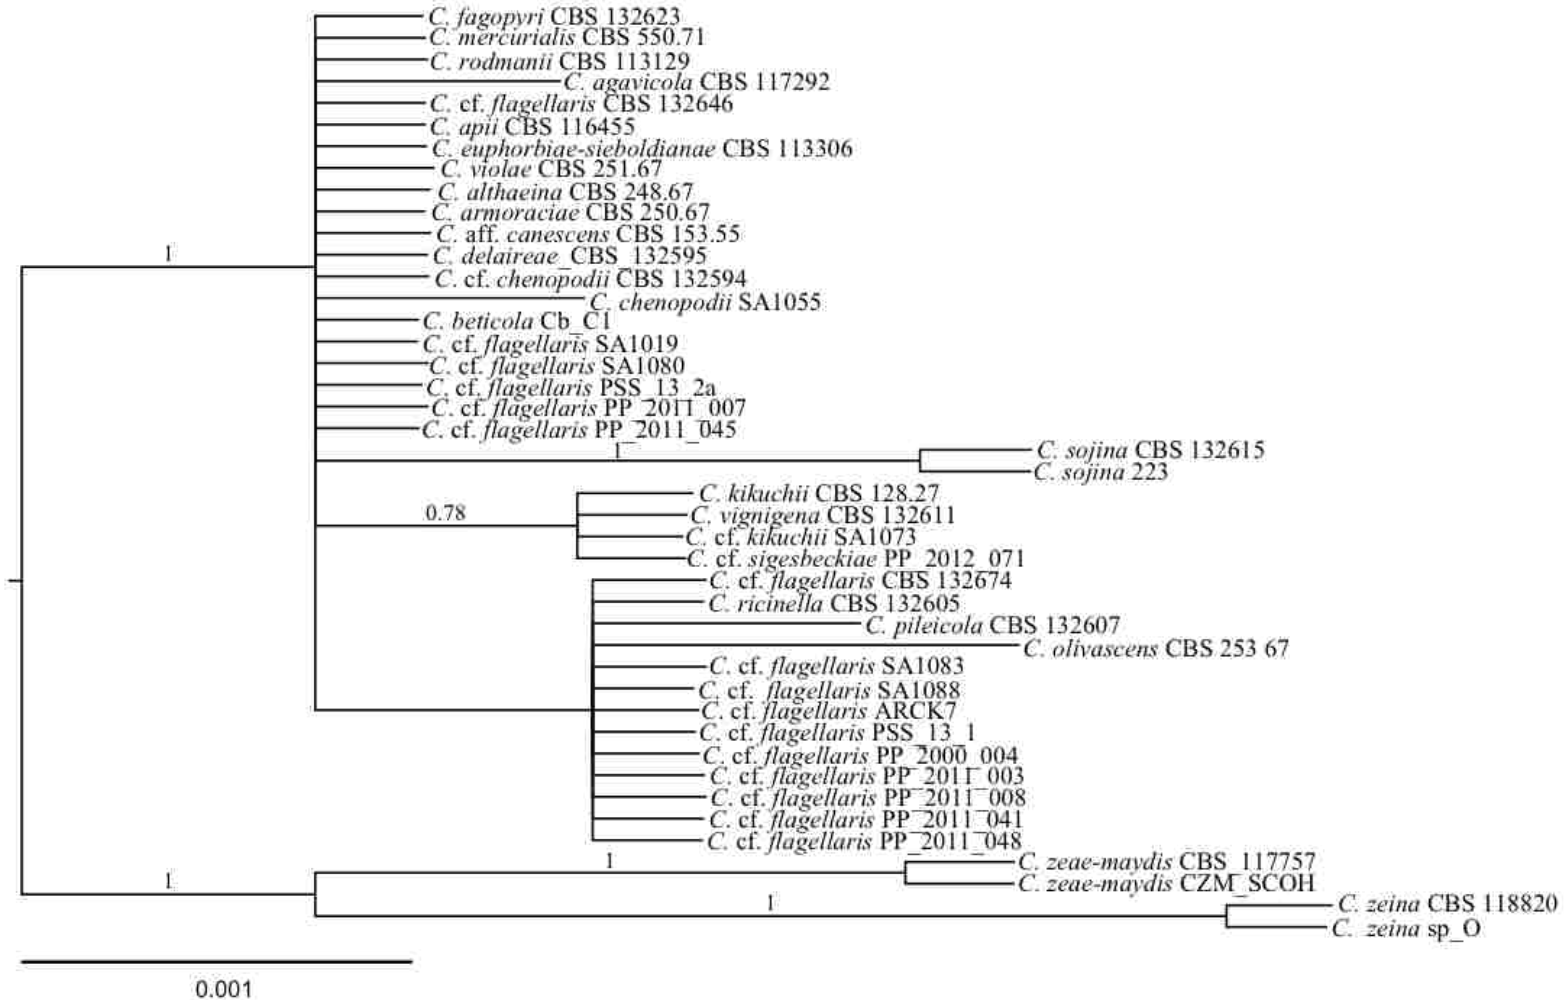 C. fagopyri CBS 132623
C. mercurialis CBS 550.71
C. rodmanii CBS 113129
C. agavicola CBS 117292
C. cf. flagellaris CBS 132646
C. apii CBS 116455
C. euphorbiae-sieboldianae CBS 113306
C. violae CBS 251.67
C. althaeina CBS 248.67
C. armoraciae CBS 250.67
C. aff. canescens CBS 153.55
1
C. delaireae_CBS_132595
C. cf. chenopodii CBS 132594
C. chenopodii SA1055
C. beticola Cb_C1
C. cf. flagellaris SA1019
C. cf. flagellaris SA1080
C. cf. flagellaris PSS_13_2a
C. cf. flagellaris PP_2011_007
C. cf. flagellaris PP_2011_045
1
C. sojina CBS 132615
C. sojina 223
C. kikuchii CBS 128.27
0.78
C. vignigena CBS 132611
C. cf. kikuchii SA1073
C. cf. sigesbeckiae PP_2012_071
C. cf. flagellaris CBS 132674
C. ricinella CBS 132605
C. pileicola CBS 132607
C. olivascens CBS 253 67
C. cf. flagellaris SA1083
C. cf. flagellaris SA1088
C. cf. flagellaris ARCK7
C. cf. flagellaris PSS_13_1
C. cf. flagellaris PP_2000_004
C. cf. flagellaris PP_2011_003
C. cf. flagellaris PP_2011_008
C. cf. flagellaris PP_2011_041
C. cf. flagellaris PP_2011_048
1
C. zeae-maydis CBS_117757
1
C. zeae-maydis CZM_SCOH
1
C. zeina CBS 118820
C. zeina sp_O
0.001